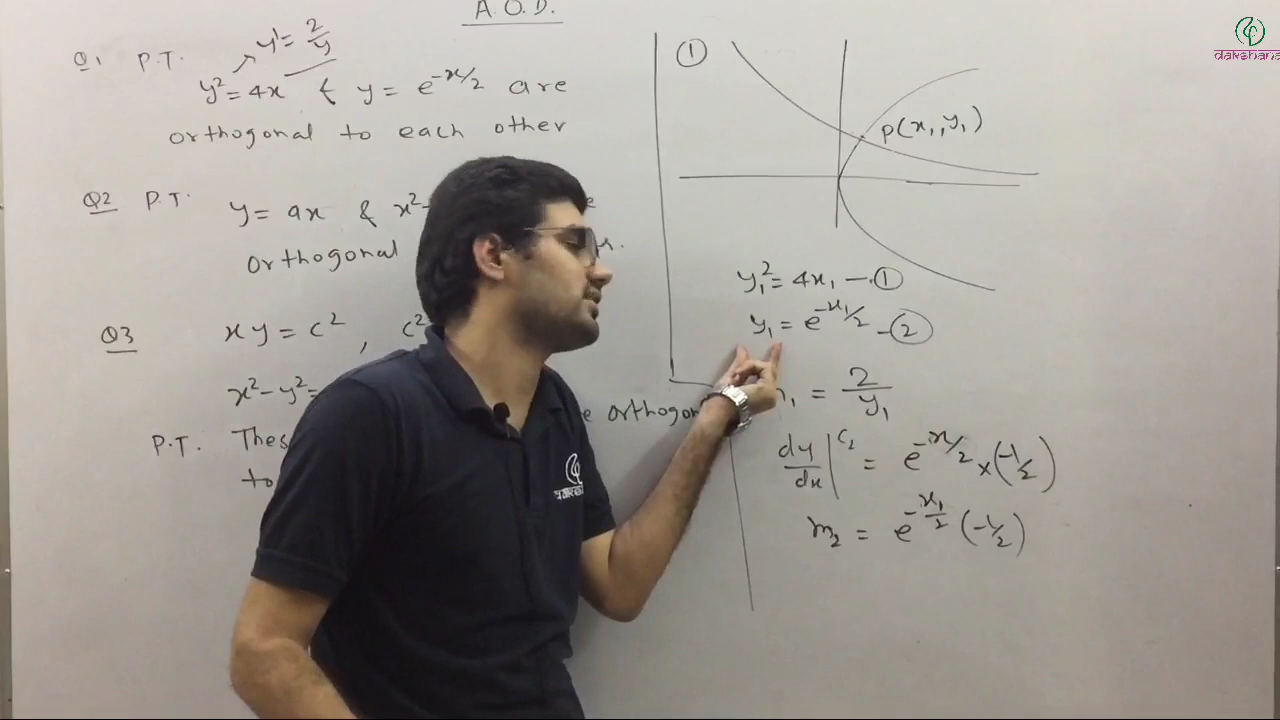 A.O.D.
Q1 P.T. y' = 2/y
y² = 4x & y = e^(-x/2) are
orthogonal to each other
Q2 P.T.
y = ax & x²-
orthogonal r.
Q3 xy = c², c²
x² - y² =
e orthogon
P.T. Thes
to
①
P(x₁, y₁)
y₁² = 4x₁ — ①
y₁ = e^(-x₁/2) — ②
₁ = 2/y₁
dy/dx |C₂ = e^(-x/2) × (-1/2)
m₂ = e^(-x₁/2) (-1/2)
dakshana